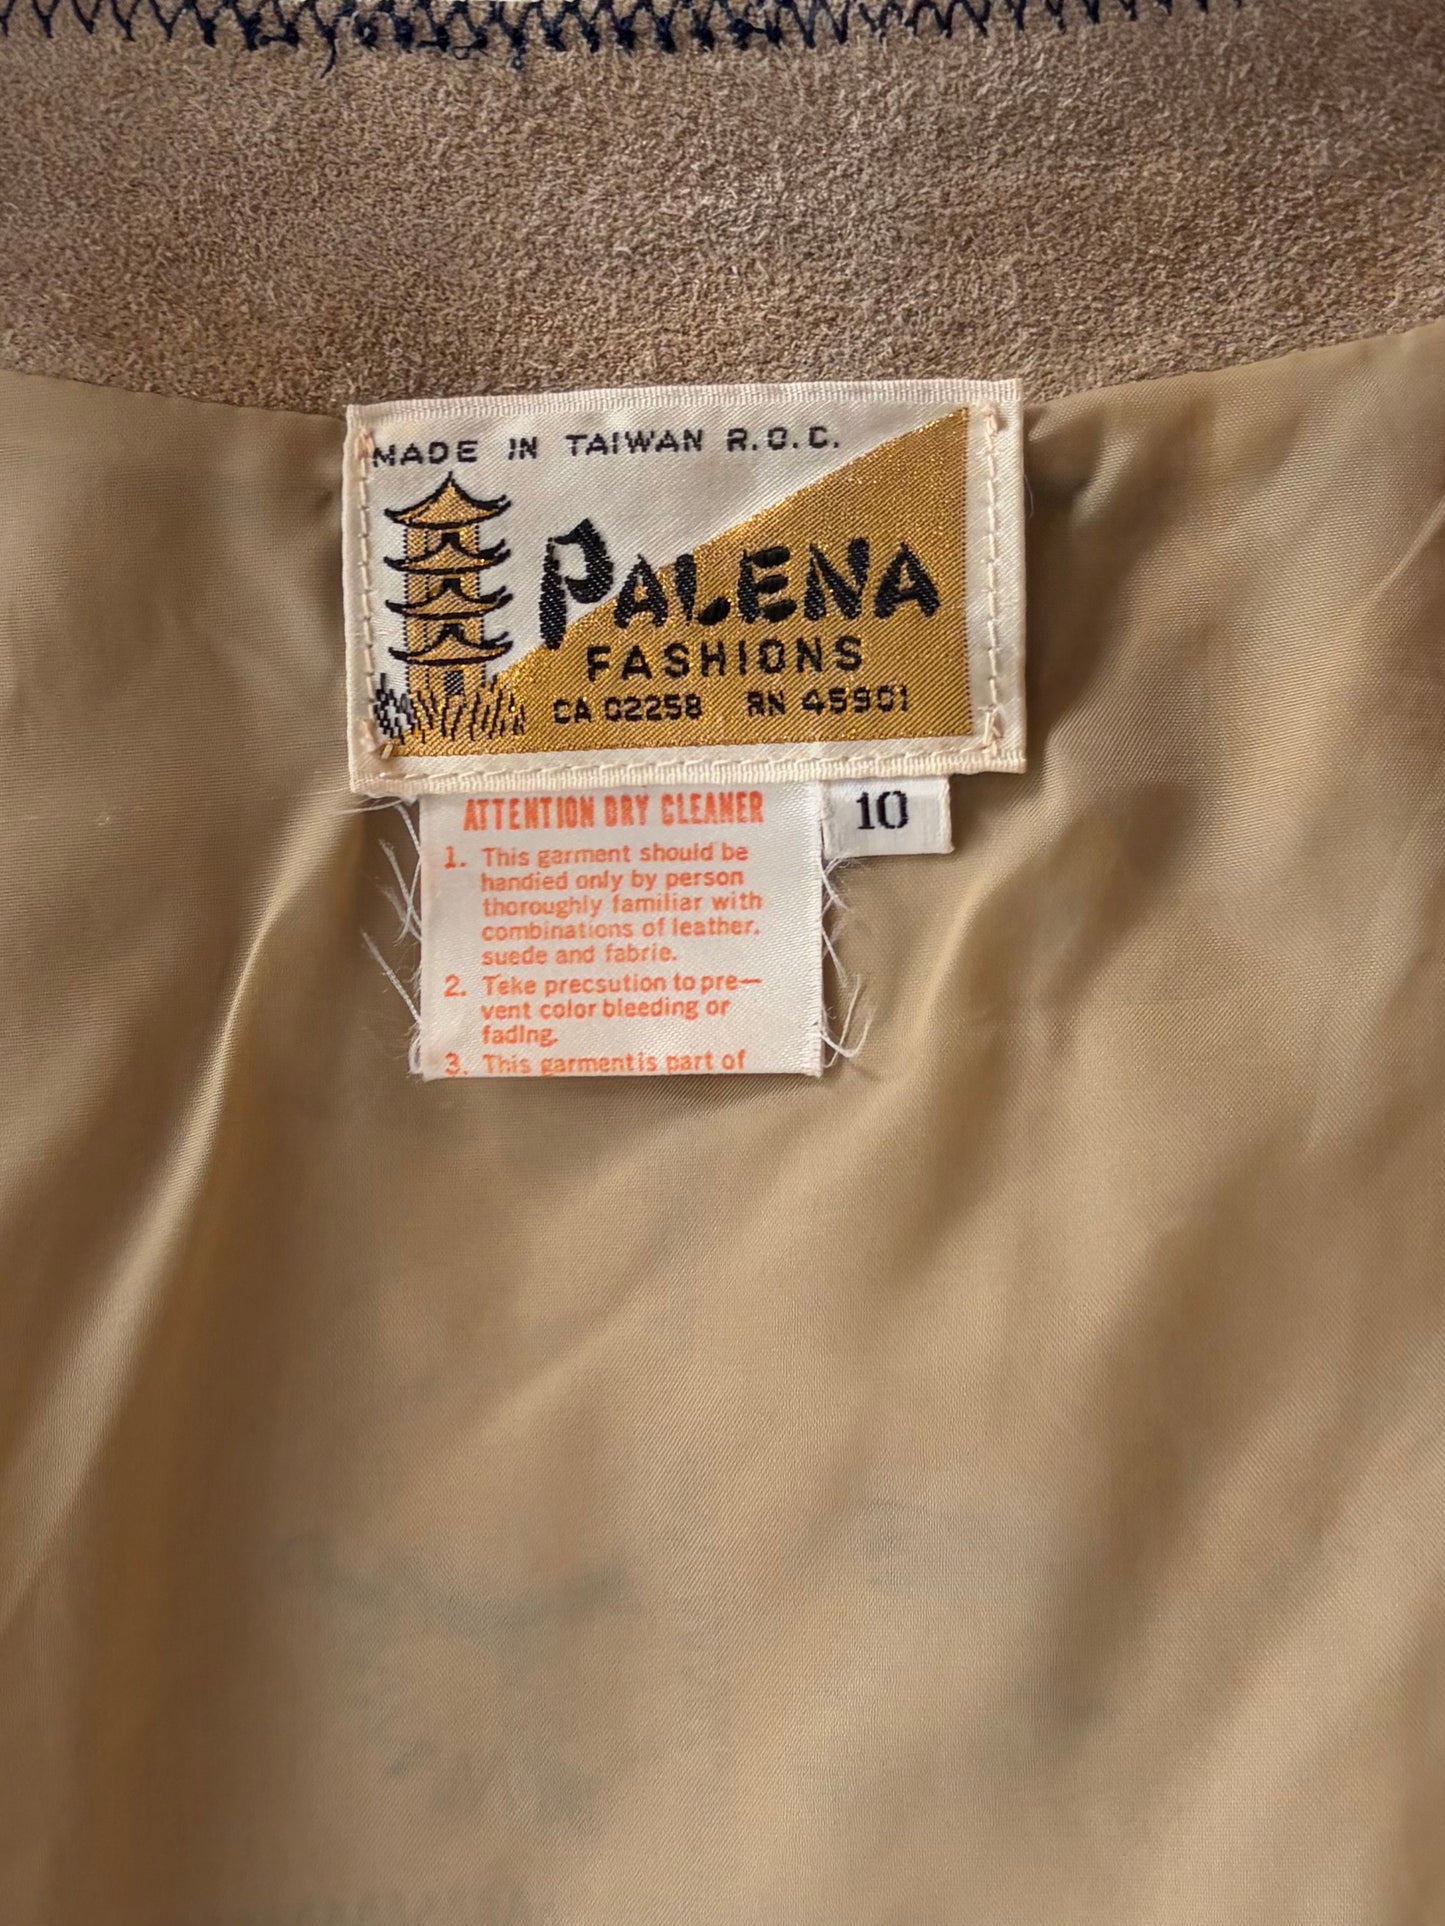 MADE IN TAIWAN R.O.C.
PALENA
FASHIONS
CA 02258 RN 45901
10
ATTENTION DRY CLEANER
1. This garment should be
handied only by person
thoroughly familiar with
combinations of leather.
suede and fabrie.
2. Teke precsution to pre—
vent color bleeding or
fading.
3. This garment is part of